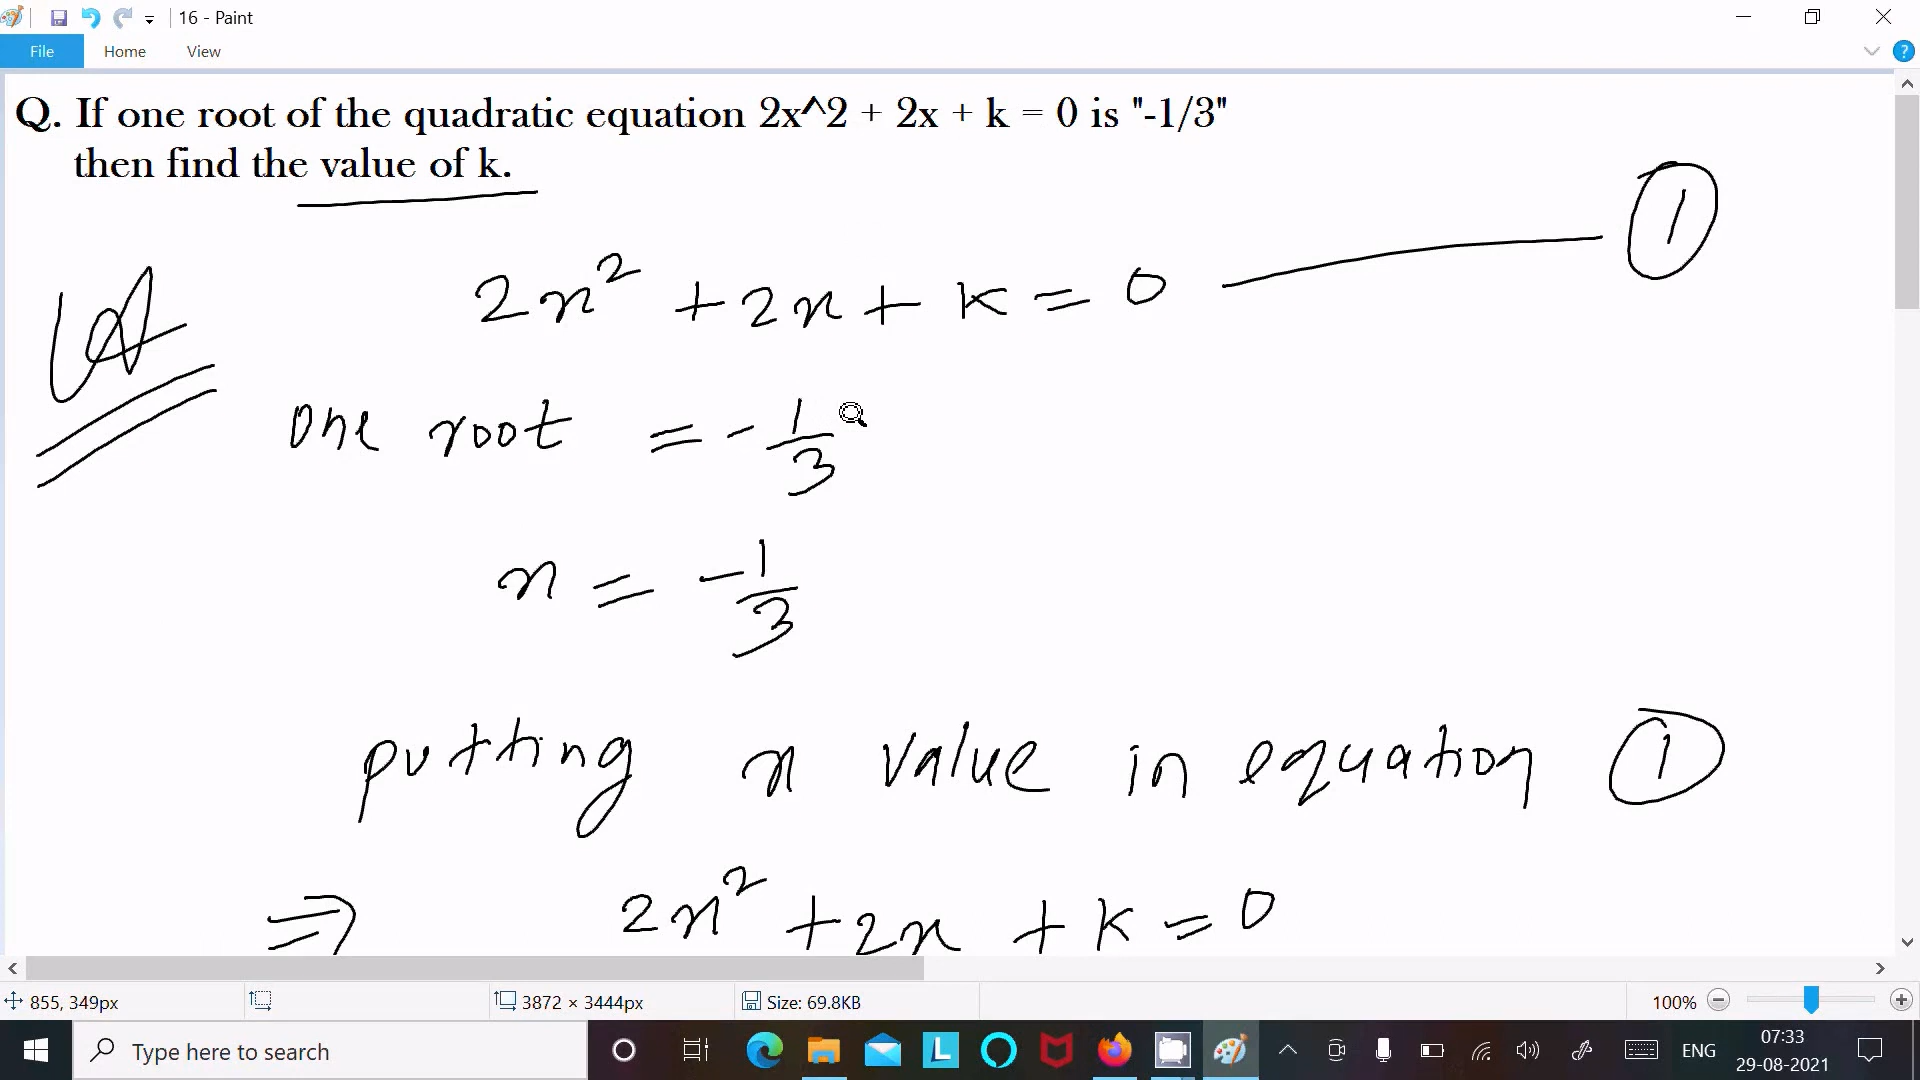 16 - Paint
File Home View
Q. If one root of the quadratic equation 2x^2 + 2x + k = 0 is "-1/3"
then find the value of k.
2x² + 2x + k = 0 ——— 1
one root = -1/3
x = -1/3
putting x value in equation 1
⇒ 2x² + 2x + k = 0
855, 349px 3872 × 3444px Size: 69.8KB 100%
Type here to search
L
ENG
07:33
29-08-2021